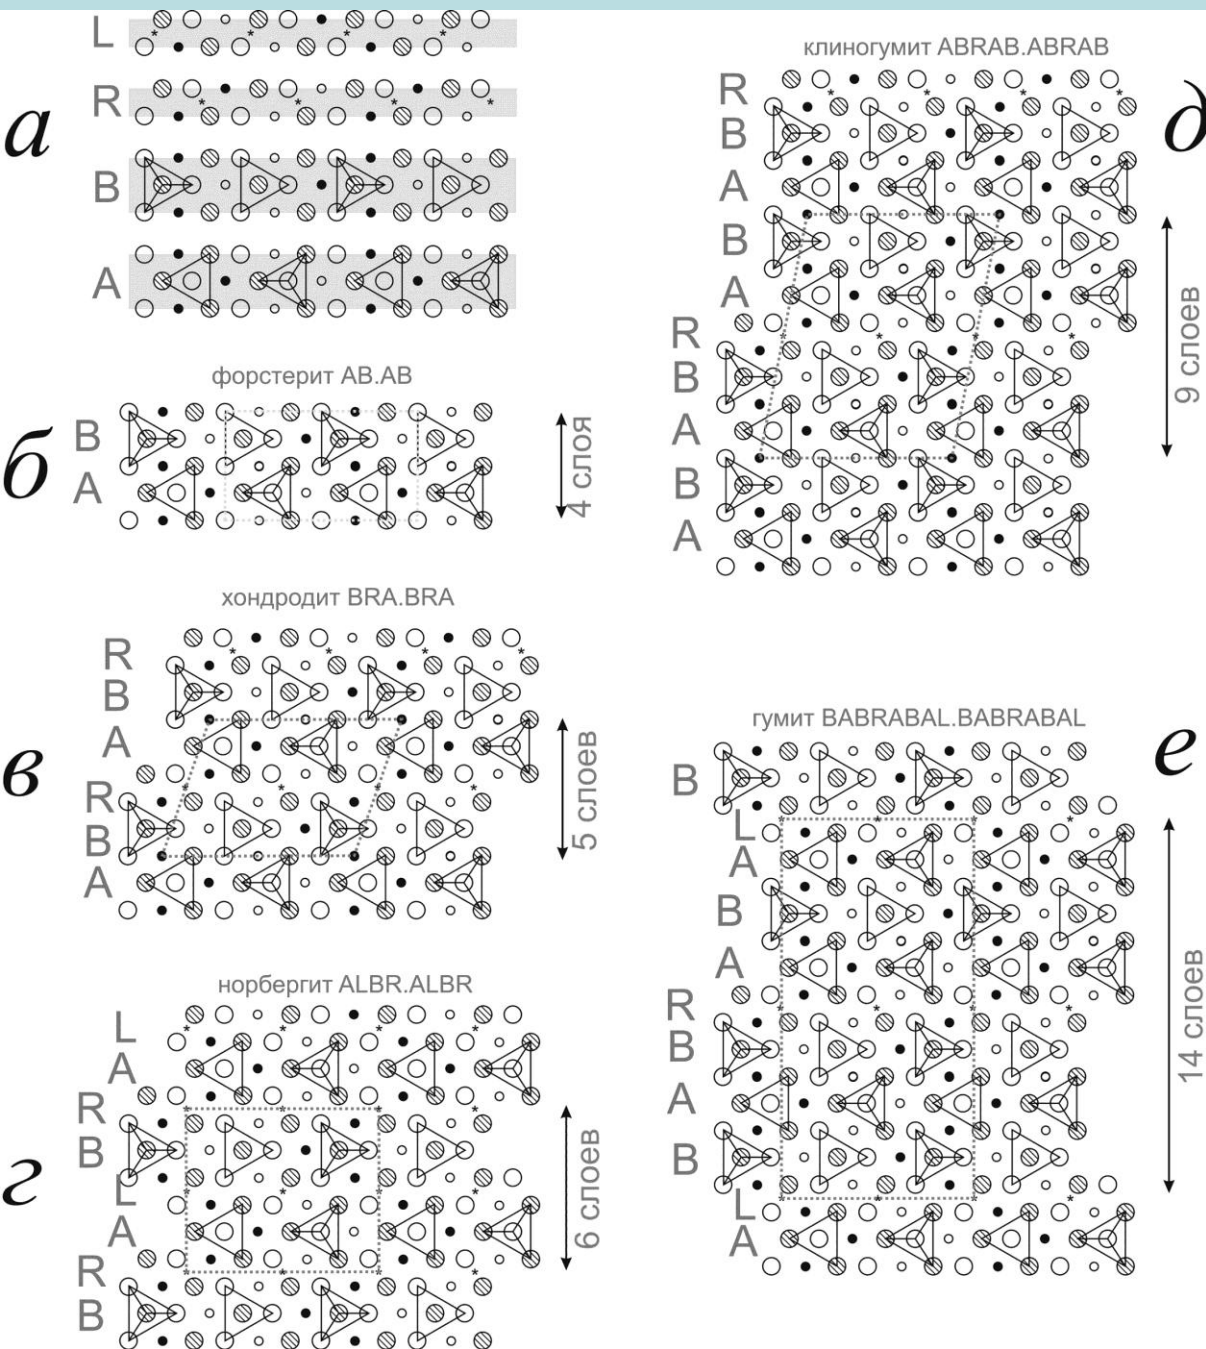 а
L
R
B
A
б
форстерит AB.AB
B
A
4 слоя
в
хондродит BRA.BRA
R
B
A
R
B
A
5 слоев
г
норбергит ALBR.ALBR
L
A
R
B
L
A
R
B
6 слоев
д
клиногумит ABRAB.ABRAB
R
B
A
B
A
R
B
A
B
A
9 слоев
е
гумит BABRABAL.BABRABAL
B
L
A
B
A
R
B
A
B
L
A
14 слоев